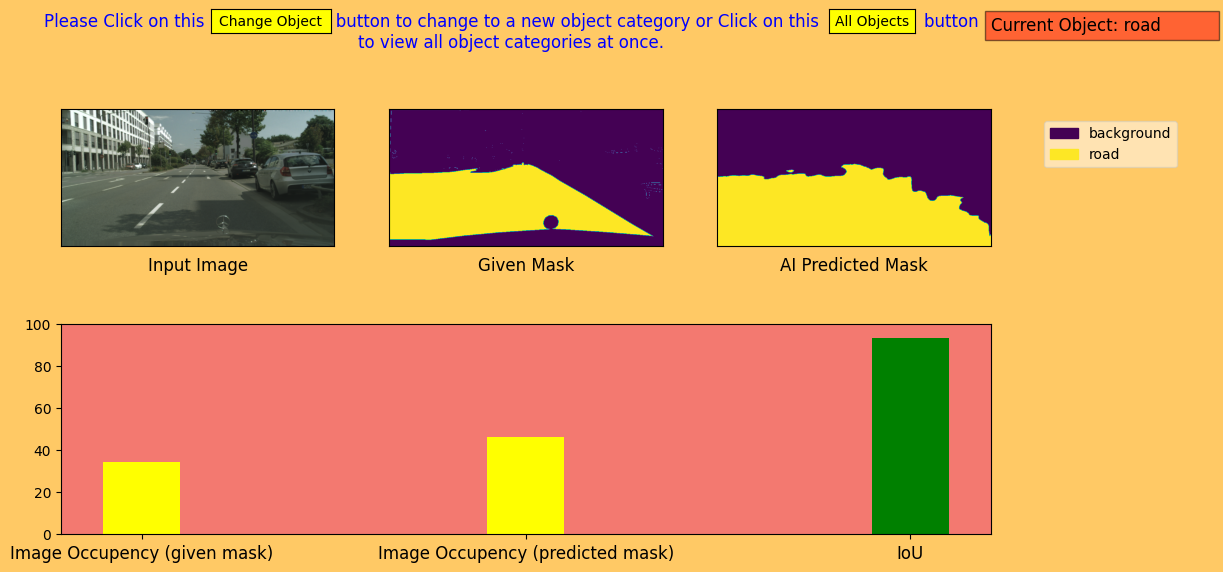 Please Click on this Change Object button to change to a new object category or Click on this All Objects button
to view all object categories at once.
Current Object: road
background
road
Input Image
Given Mask
AI Predicted Mask
100
80
60
40
20
0
Image Occupancy (given mask)
Image Occupancy (predicted mask)
IoU